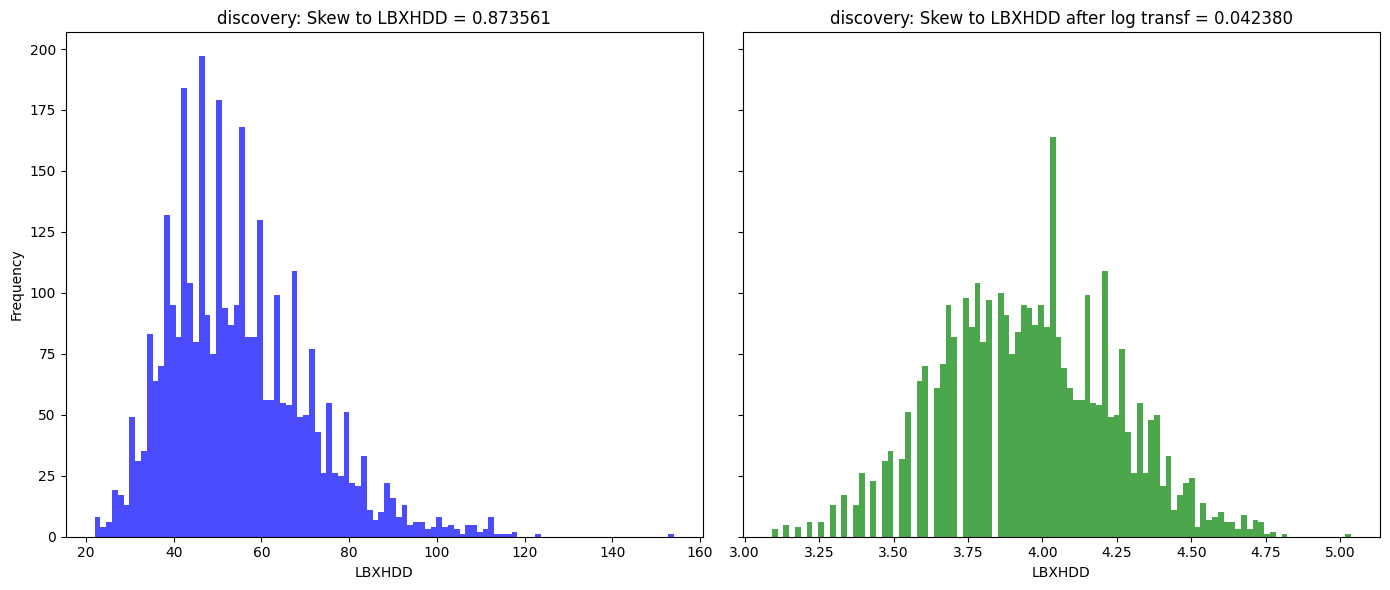 discovery: Skew to LBXHDD = 0.873561
discovery: Skew to LBXHDD after log transf = 0.042380
Frequency
200
175
150
125
100
75
50
25
0
20 40 60 80 100 120 140 160
3.00 3.25 3.50 3.75 4.00 4.25 4.50 4.75 5.00
LBXHDD
LBXHDD